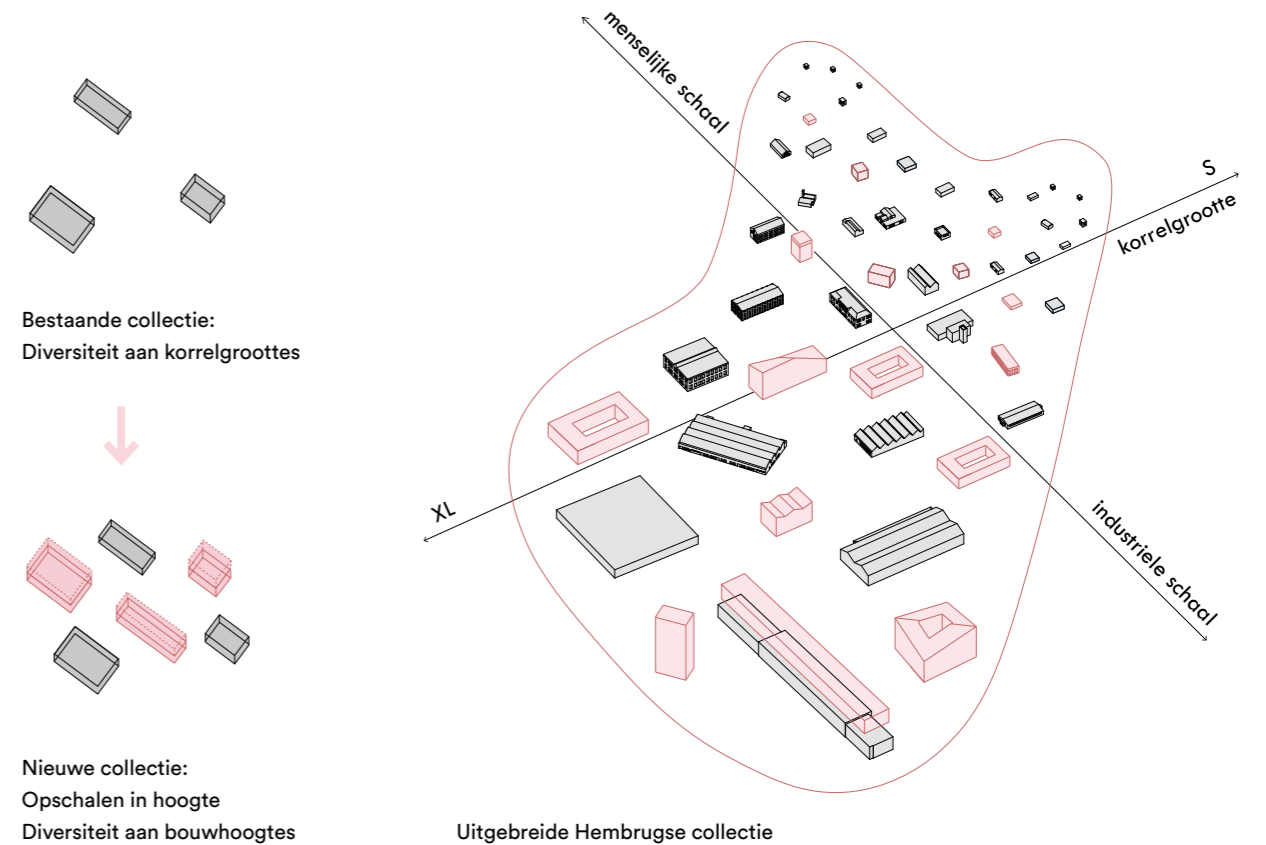 Bestaande collectie:
Diversiteit aan korrelgroottes
Nieuwe collectie:
Opschalen in hoogte
Diversiteit aan bouwhoogtes
menselijke schaal
S
korrelgrootte
XL
industriele schaal
Uitgebreide Hembrugse collectie